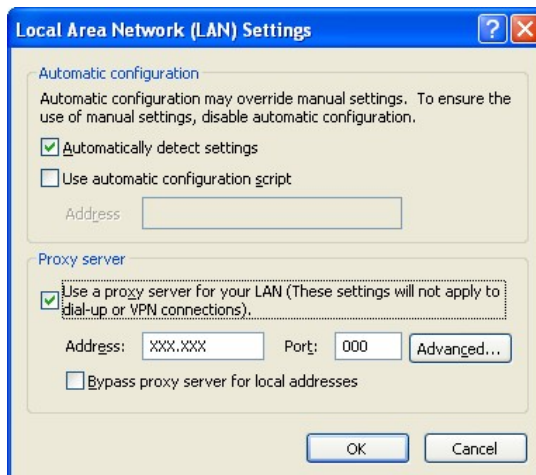 Local Area Network (LAN) Settings
Automatic configuration
Automatic configuration may override manual settings. To ensure the
use of manual settings, disable automatic configuration.
Automatically detect settings
Use automatic configuration script
Address
Proxy server
Use a proxy server for your LAN (These settings will not apply to
dial-up or VPN connections).
Address: XXX.XXX Port: 000 Advanced...
Bypass proxy server for local addresses
OK Cancel